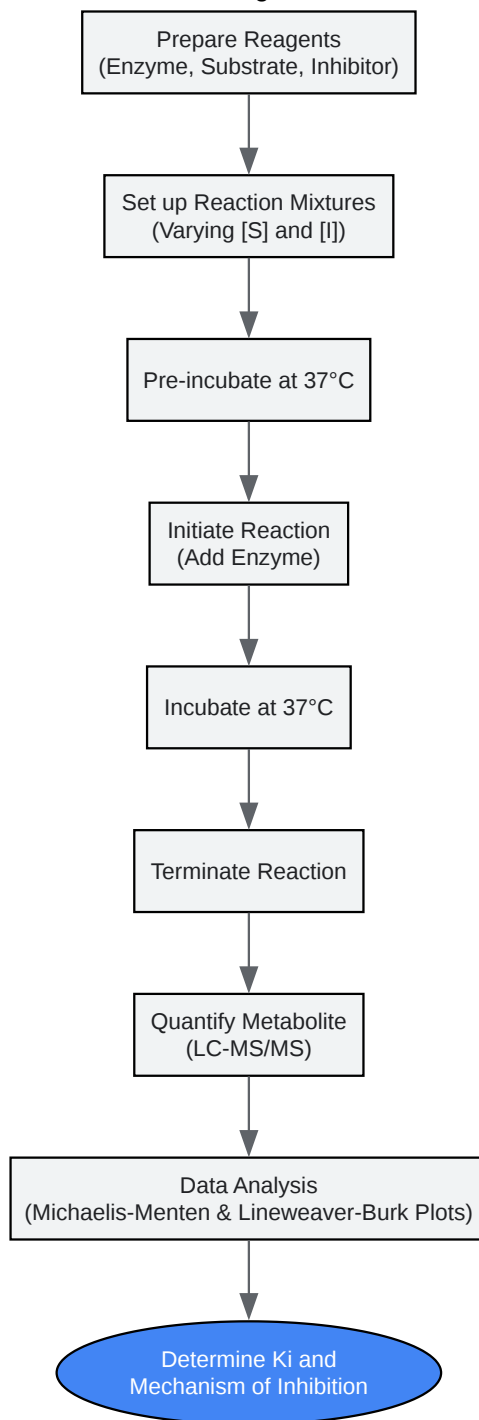 Prepare Reagents
(Enzyme, Substrate, Inhibitor)
Set up Reaction Mixtures
(Varying [S] and [I])
Pre-incubate at 37°C
Initiate Reaction
(Add Enzyme)
Incubate at 37°C
Terminate Reaction
Quantify Metabolite
(LC-MS/MS)
Data Analysis
(Michaelis-Menten & Lineweaver-Burk Plots)
Determine Ki and
Mechanism of Inhibition